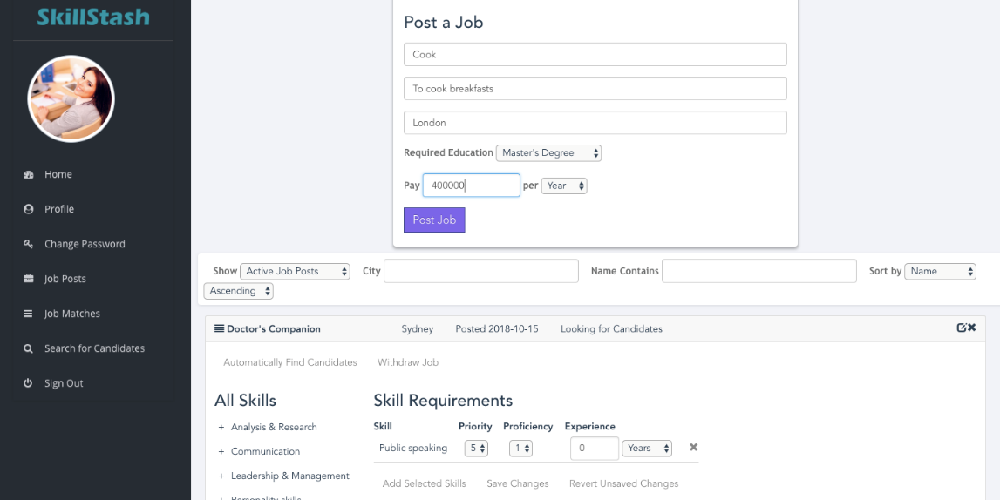 SkillStash
Home
Profile
Change Password
Job Posts
Job Matches
Search for Candidates
Sign Out
Post a Job
Cook
To cook breakfasts
London
Required Education Master's Degree
Pay 400000 per Year
Post Job
Show Active Job Posts City Name Contains Sort by Name
Ascending
Doctor's Companion Sydney Posted 2018-10-15 Looking for Candidates
Automatically Find Candidates Withdraw Job
All Skills
+ Analysis & Research
+ Communication
+ Leadership & Management
+ Personality skills
Skill Requirements
Skill Priority Proficiency Experience
Public speaking 5 1 0 Years
Add Selected Skills Save Changes Revert Unsaved Changes